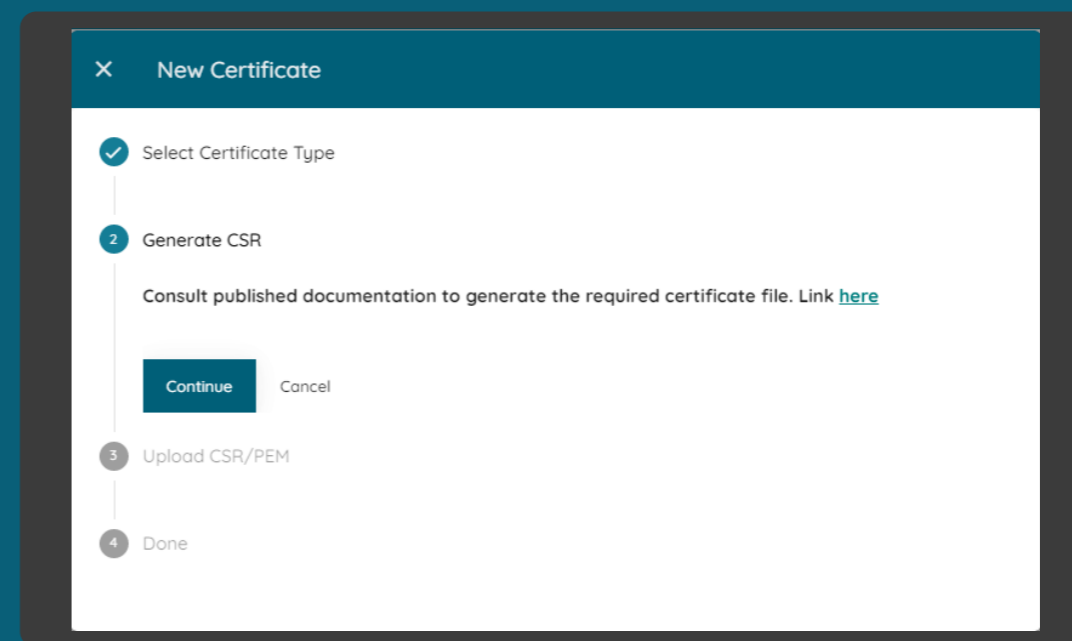 New Certificate
Select Certificate Type
2 Generate CSR
Consult published documentation to generate the required certificate file. Link here
Continue Cancel
3 Upload CSR/PEM
4 Done